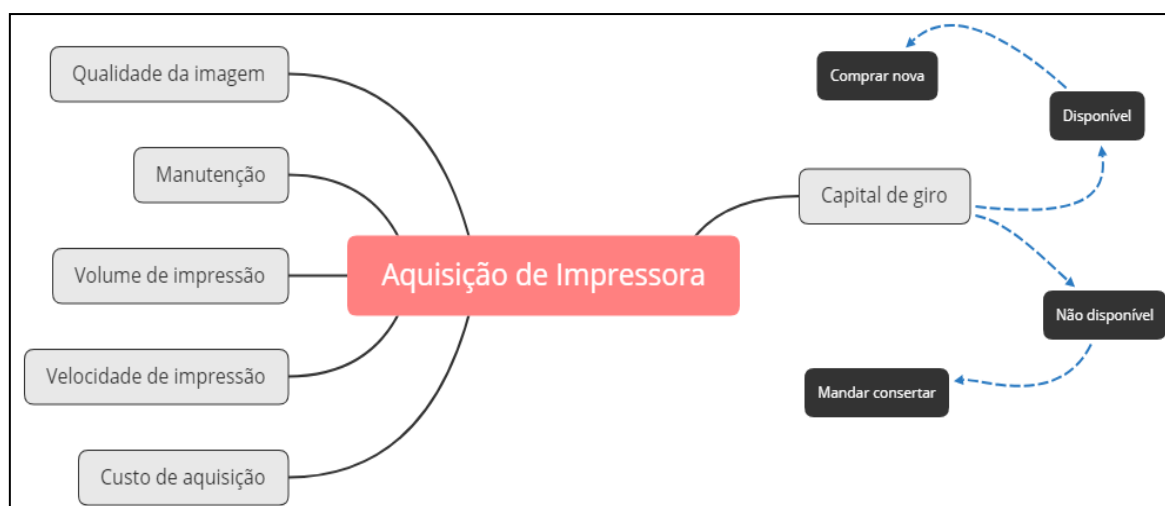 Qualidade da imagem
Manutenção
Volume de impressão
Velocidade de impressão
Custo de aquisição
Aquisição de Impressora
Capital de giro
Disponível
Comprar nova
Não disponível
Mandar consertar